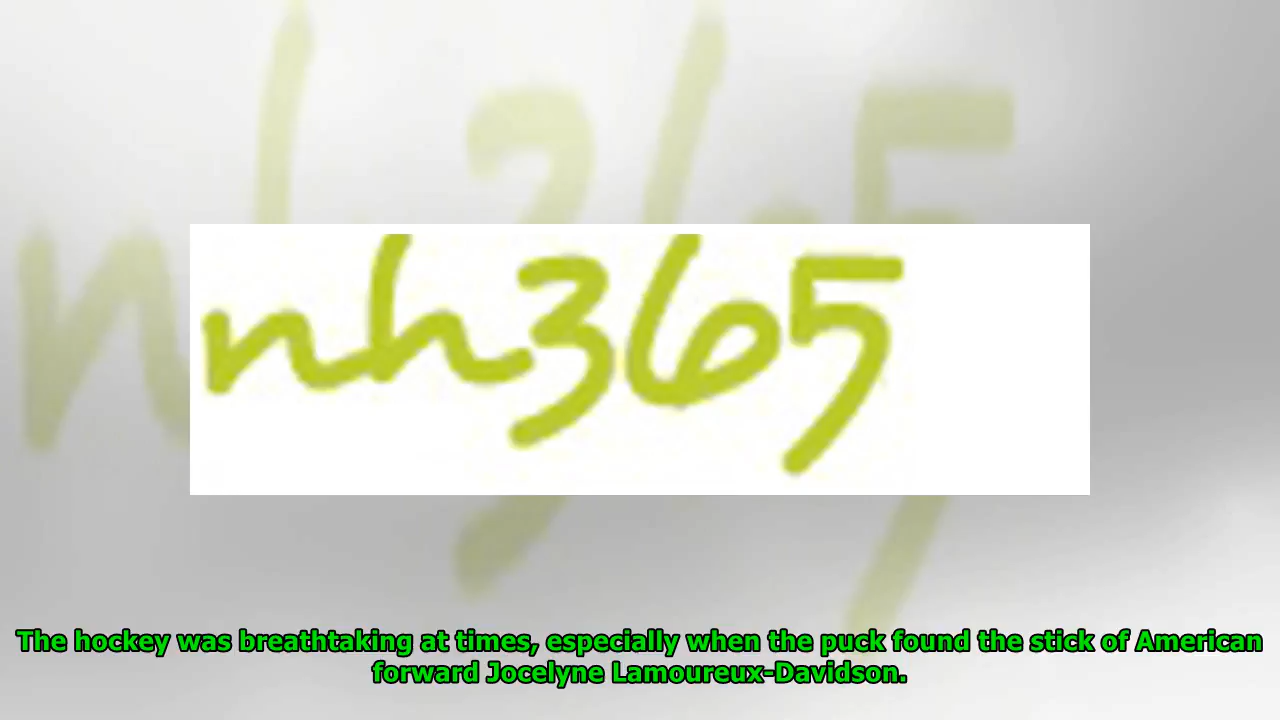 nh365
The hockey was breathtaking at times, especially when the puck found the stick of American
forward Jocelyne Lamoureux-Davidson.